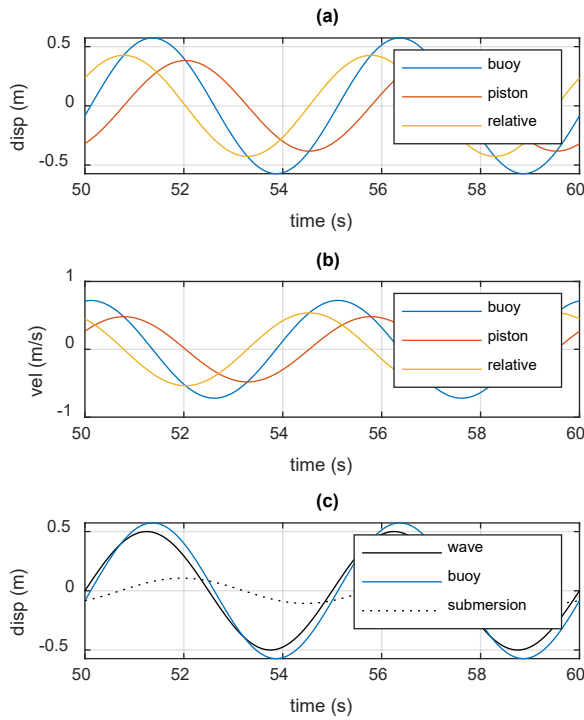 (a)
0.5
0
-0.5
disp (m)
buoy
piston
relative
50 52 54 56 58 60
time (s)
(b)
1
0
-1
vel (m/s)
buoy
piston
relative
50 52 54 56 58 60
time (s)
(c)
0.5
0
-0.5
disp (m)
wave
buoy
submersion
50 52 54 56 58 60
time (s)